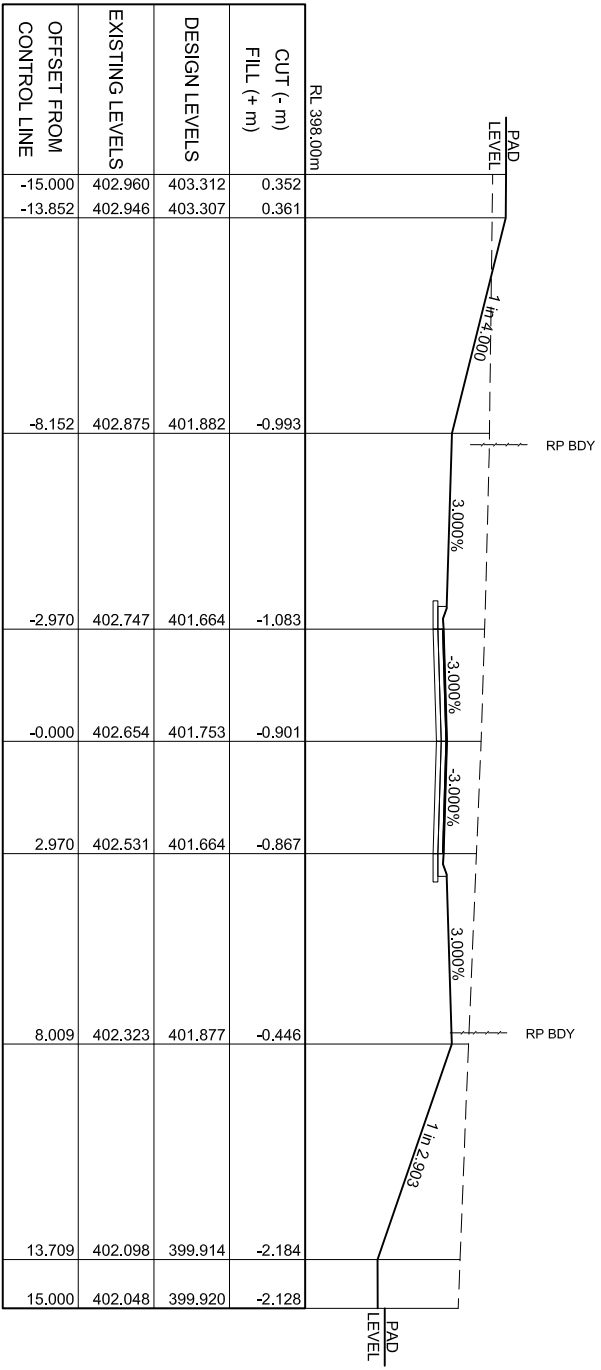 PAD
LEVEL
1 in 4.000
RP BDY
3.000%
-3.000%
-3.000%
3.000%
RP BDY
1 in 2.903
PAD
LEVEL
RL 398.00m
CUT (- m)
FILL (+ m)
0.352
0.361
-0.993
-1.083
-0.901
-0.867
-0.446
-2.184
-2.128
DESIGN LEVELS
403.312
403.307
401.882
401.664
401.753
401.664
401.877
399.914
399.920
EXISTING LEVELS
402.960
402.946
402.875
402.747
402.654
402.531
402.323
402.098
402.048
OFFSET FROM
CONTROL LINE
-15.000
-13.852
-8.152
-2.970
-0.000
2.970
8.009
13.709
15.000